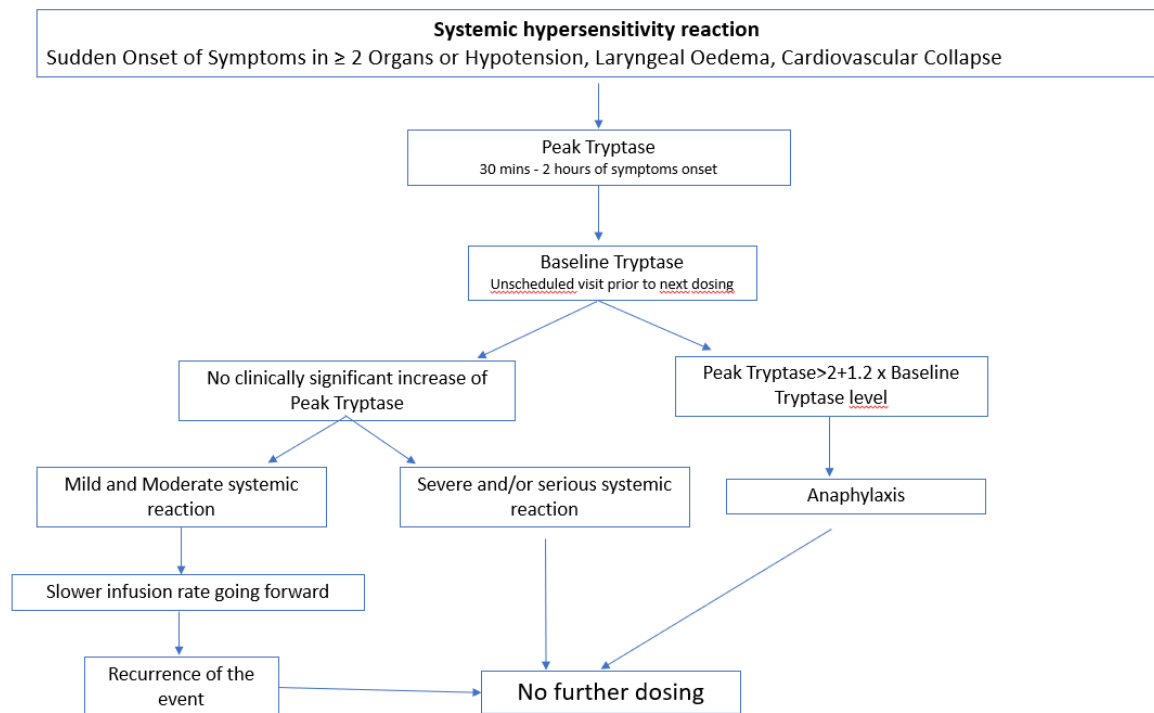 Systemic hypersensitivity reaction
Sudden Onset of Symptoms in ≥ 2 Organs or Hypotension, Laryngeal Oedema, Cardiovascular Collapse
Peak Tryptase
30 mins - 2 hours of symptoms onset
Baseline Tryptase
Unscheduled visit prior to next dosing
No clinically significant increase of
Peak Tryptase
Peak Tryptase>2+1.2 x Baseline
Tryptase level
Mild and Moderate systemic
reaction
Severe and/or serious systemic
reaction
Anaphylaxis
Slower infusion rate going forward
Recurrence of the
event
No further dosing